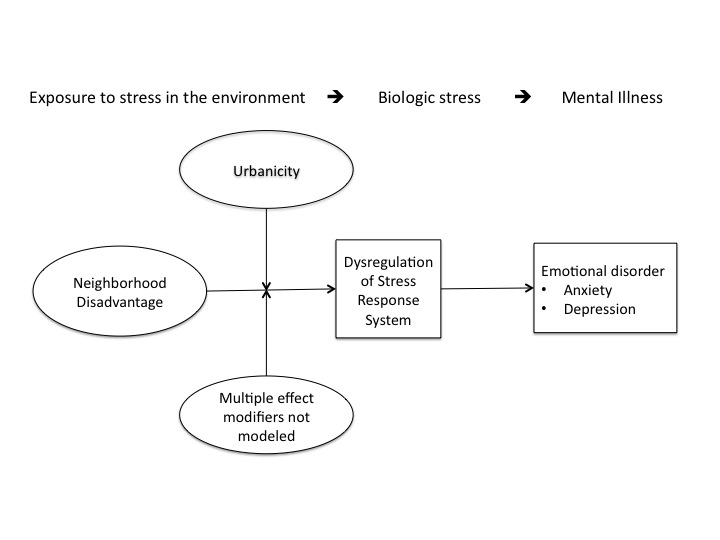 Exposure to stress in the environment ➔ Biologic stress ➔ Mental Illness
Urbanicity
Neighborhood
Disadvantage
Dysregulation
of Stress
Response
System
Emotional disorder
• Anxiety
• Depression
Multiple effect
modifiers not
modeled